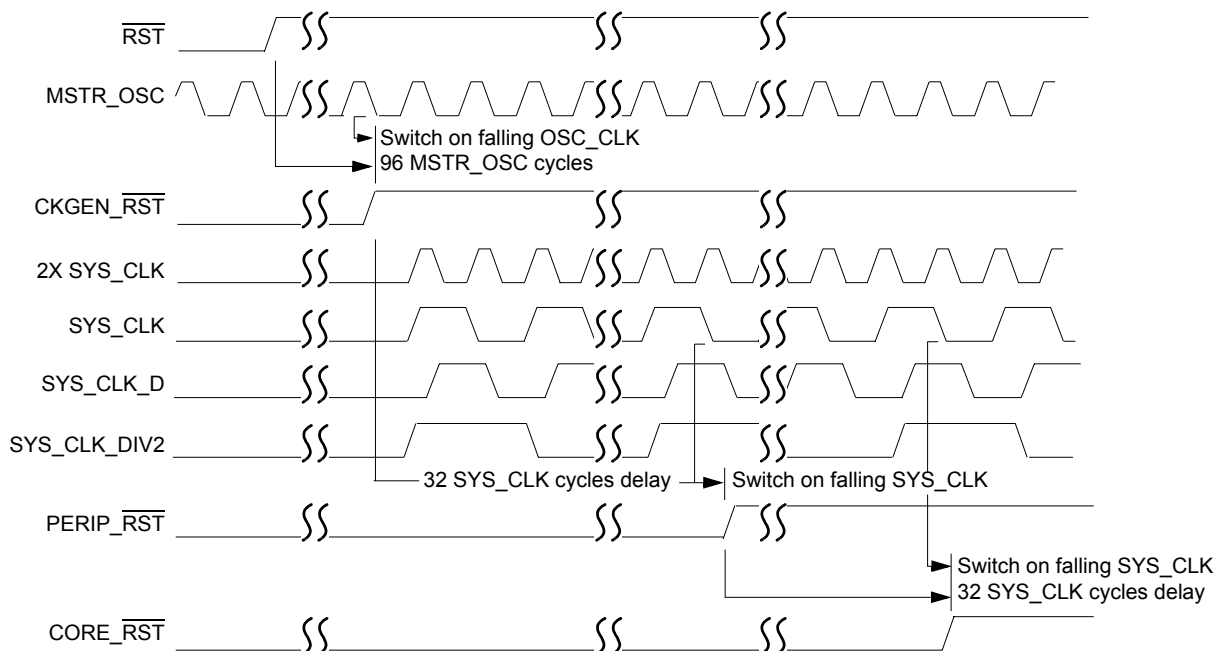 RST
MSTR_OSC
Switch on falling OSC_CLK
96 MSTR_OSC cycles
CKGEN_RST
2X SYS_CLK
SYS_CLK
SYS_CLK_D
SYS_CLK_DIV2
32 SYS_CLK cycles delay
Switch on falling SYS_CLK
PERIP_RST
Switch on falling SYS_CLK
32 SYS_CLK cycles delay
CORE_RST